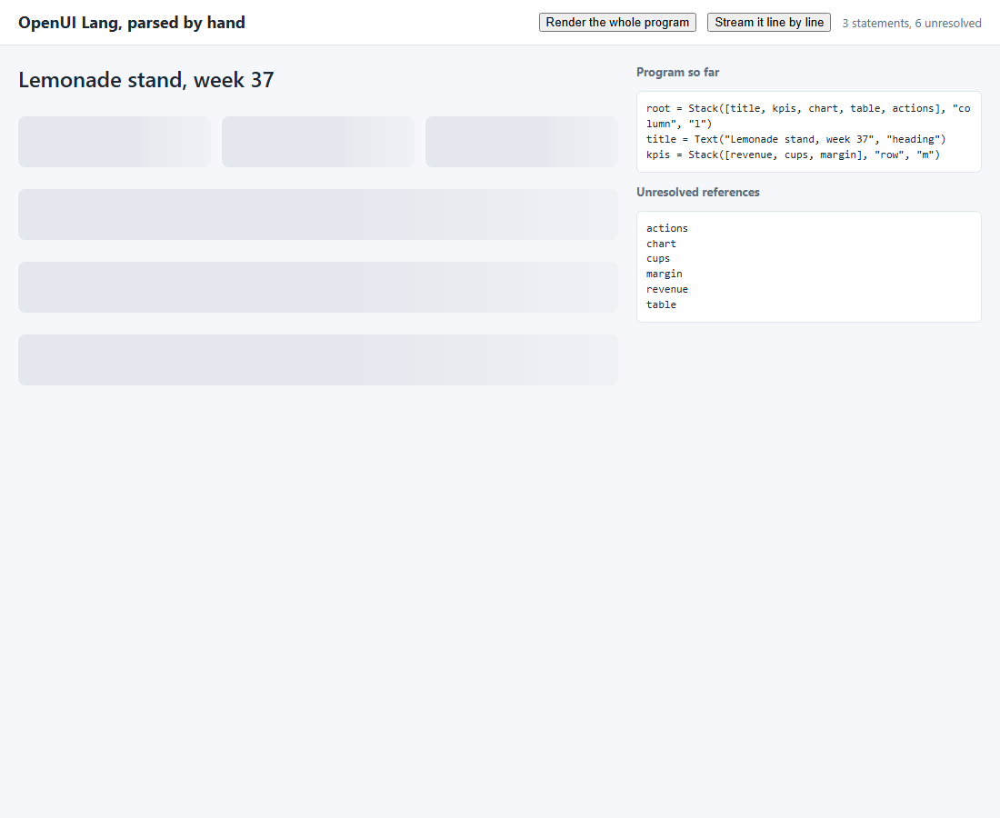 OpenUI Lang, parsed by hand
Render the whole program
Stream it line by line
3 statements, 6 unresolved
Lemonade stand, week 37
Program so far
root = Stack([title, kpis, chart, table, actions], "co
lumn", "l")
title = Text("Lemonade stand, week 37", "heading")
kpis = Stack([revenue, cups, margin], "row", "m")
Unresolved references
actions
chart
cups
margin
revenue
table